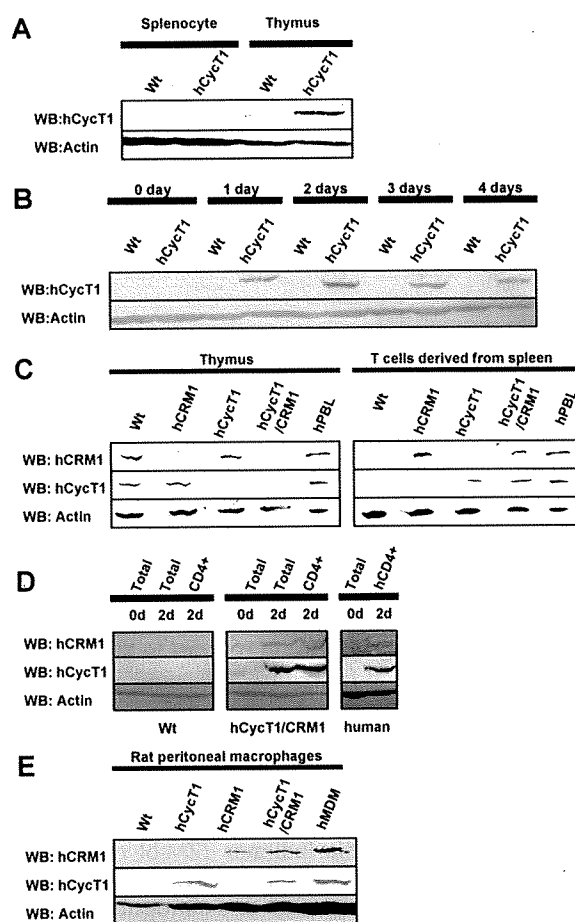 A
Splenocyte Thymus
Wt hCycT1 Wt hCycT1
WB:hCycT1
WB:Actin
B
0 day 1 day 2 days 3 days 4 days
Wt hCycT1 Wt hCycT1 Wt hCycT1 Wt hCycT1 Wt hCycT1
WB:hCycT1
WB:Actin
C
Thymus T cells derived from spleen
Wt hCRM1 hCycT1 hCycT1/CRM1 hPBL Wt hCRM1 hCycT1 hCycT1/CRM1 hPBL
WB: hCRM1
WB: hCycT1
WB: Actin
D
Total Total CD4+ Total Total CD4+ Total hCD4+
0d 2d 2d 0d 2d 2d 0d 2d
WB: hCRM1
WB: hCycT1
WB: Actin
Wt hCycT1/CRM1 human
E
Rat peritoneal macrophages
Wt hCycT1 hCRM1 hCycT1/CRM1 hMDM
WB: hCRM1
WB: hCycT1
WB: Actin